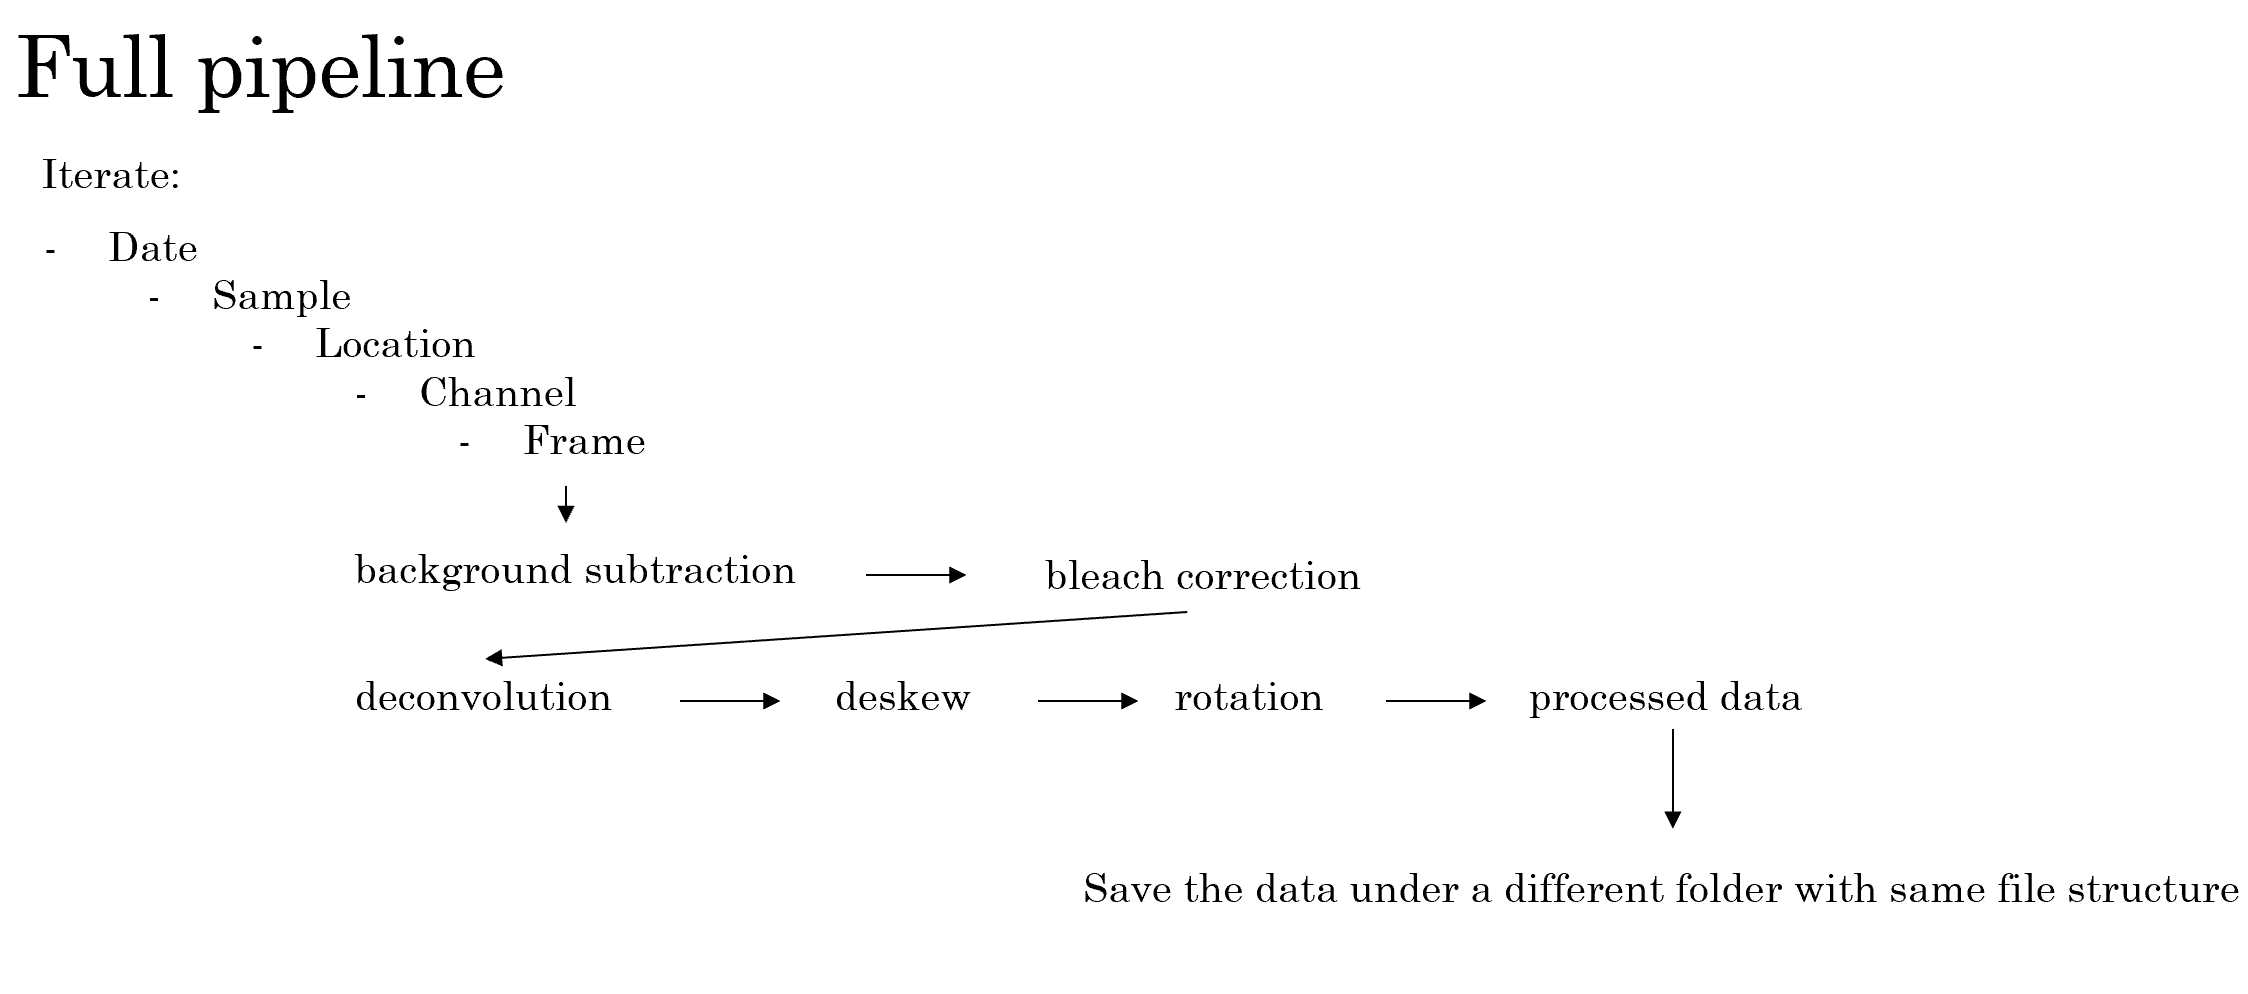 Full pipeline
Iterate:
- Date
- Sample
- Location
- Channel
- Frame
background subtraction
bleach correction
deconvolution
deskew
rotation
processed data
Save the data under a different folder with same file structure